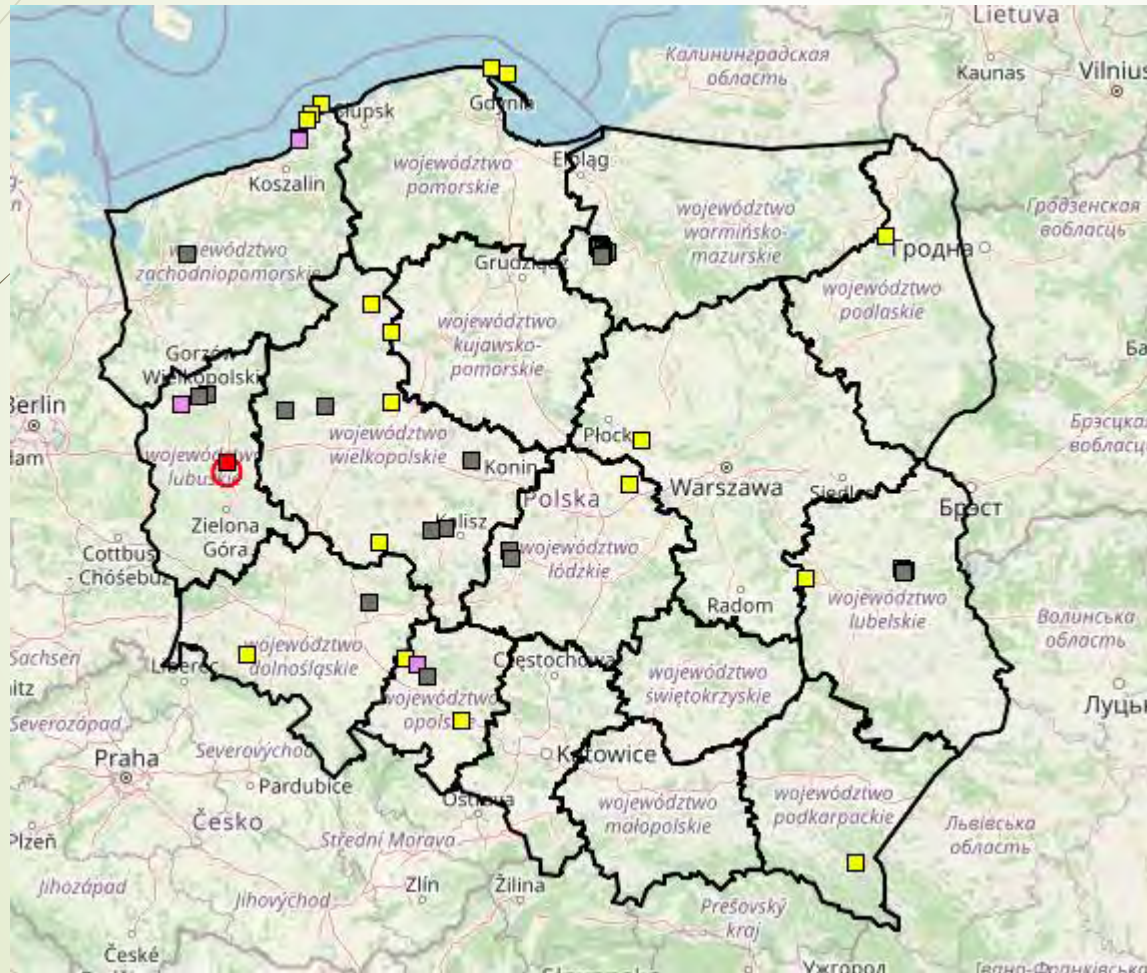 Lietuva
Калининградская
область
Kaunas
Vilnius
Gdynia
Słupsk
Elbląg
województwo
pomorskie
Koszalin
województwo
warmińsko-
mazurskie
Гродзенская
вобласць
Гродна
województwo
zachodniopomorskie
Grudziądz
województwo
podlaskie
województwo
kujawsko-
pomorskie
Gorzów
Wielkopolski
Berlin
Брэсцкая
вобласць
Płock
województwo
wielkopolskie
województwo
lubuskie
Konin
Warszawa
Siedlce
Polska
Брэст
Zielona
Góra
Kalisz
Cottbus
- Chóśebuz
województwo
łódzkie
Radom
województwo
lubelskie
Волинська
область
Sachsen
Liberec
województwo
dolnośląskie
Częstochowa
województwo
świętokrzyskie
województwo
opolskie
Severozápad
Severovýchod
Praha
Katowice
Pardubice
Ostrava
województwo
małopolskie
województwo
podkarpackie
Львівська
область
Česko
Plzeň
Střední Morava
Jihozápad
Jihovýchod
Zlín
Žilina
Prešovský
kraj
České
Ужгород